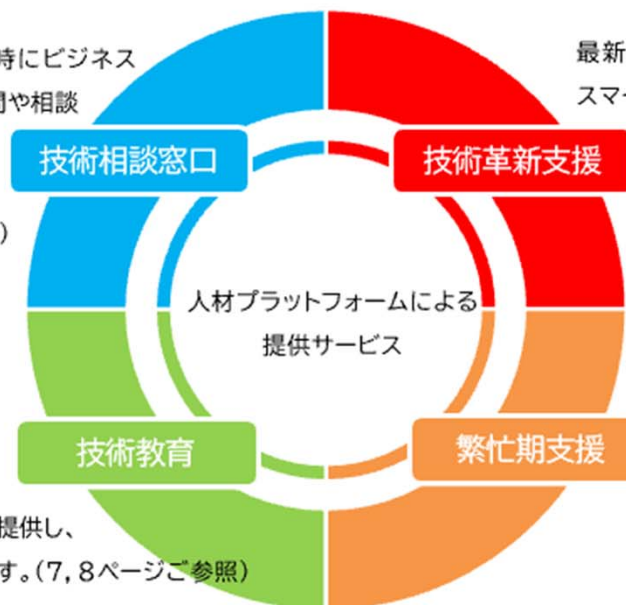 時にビジネス
や相談
最新
スマー
技術相談窓口
技術革新支援
)
人材プラットフォームによる
提供サービス
技術教育
繁忙期支援
提供し、
す。(7,8ページご参照)